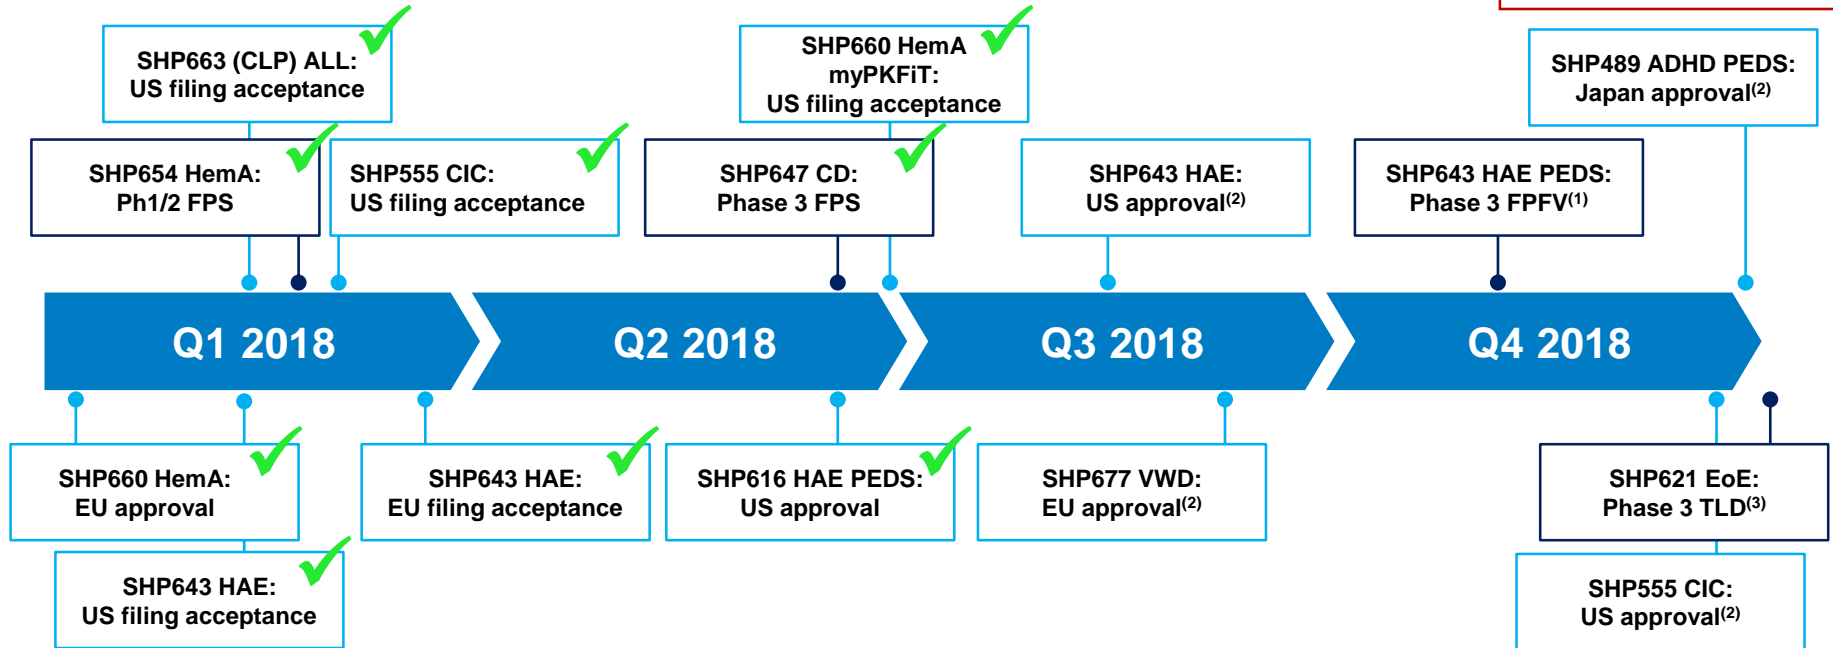 SHP663 (CLP) ALL:
US filing acceptance
SHP660 HemA
myPKFiT:
US filing acceptance
SHP489 ADHD PEDS:
Japan approval(2)
SHP654 HemA:
Ph1/2 FPS
SHP555 CIC:
US filing acceptance
SHP647 CD:
Phase 3 FPS
SHP643 HAE:
US approval(2)
SHP643 HAE PEDS:
Phase 3 FPFV(1)
Q1 2018
Q2 2018
Q3 2018
Q4 2018
SHP660 HemA:
EU approval
SHP643 HAE:
EU filing acceptance
SHP616 HAE PEDS:
US approval
SHP677 VWD:
EU approval(2)
SHP621 EoE:
Phase 3 TLD(3)
SHP643 HAE:
US filing acceptance
SHP555 CIC:
US approval(2)